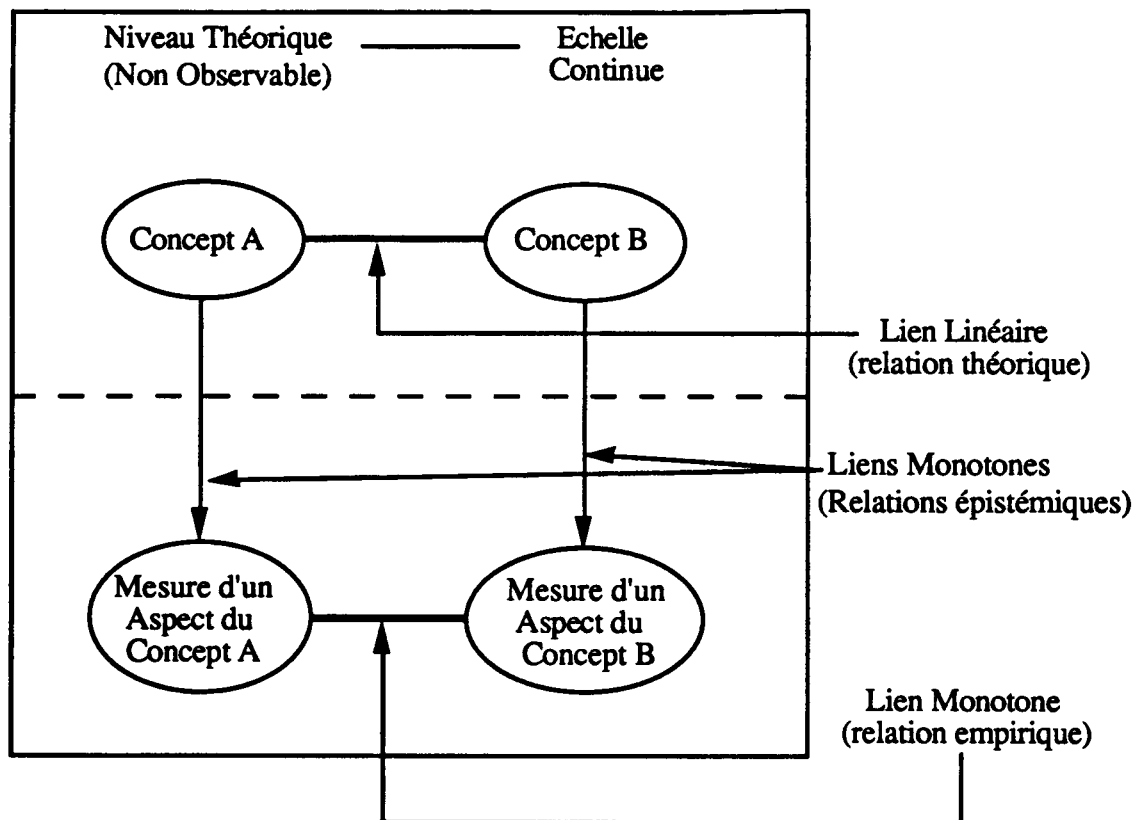 Niveau Théorique
(Non Observable)
Echelle
Continue
Concept A
Concept B
Lien Linéaire
(relation théorique)
Liens Monotones
(Relations épistémiques)
Mesure d'un
Aspect du
Concept A
Mesure d'un
Aspect du
Concept B
Lien Monotone
(relation empirique)